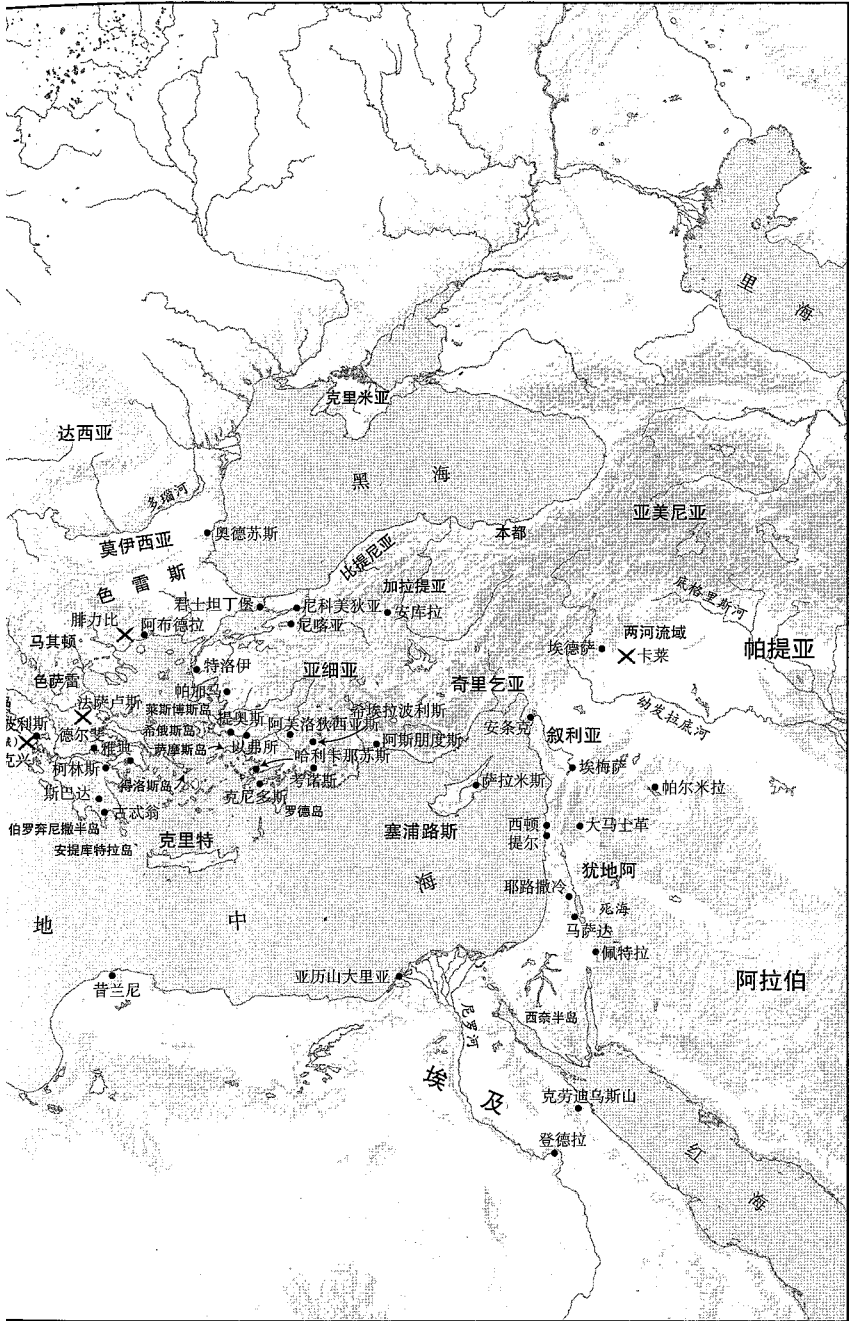 里海
克里米亚
达西亚
黑海
多瑙河
亚美尼亚
奥德苏斯
本都
莫伊西亚
比提尼亚
色雷斯
加拉提亚
底格里斯河
君士坦丁堡
尼科美狄亚
安库拉
腓力比
阿布德拉
尼喀亚
两河流域
马其顿
埃德萨
卡莱
帕提亚
特洛伊
亚细亚
色萨雷
奇里乞亚
帕加马
法萨卢斯
莱斯博斯岛
希埃拉波利斯
幼发拉底河
波利斯
提奥斯
阿芙洛狄西亚斯
安条克
叙利亚
德尔斐
希俄斯岛
阿斯朋度斯
克兴
雅典
萨摩斯岛
以弗所
哈利卡那苏斯
埃梅萨
柯林斯
考诺斯
萨拉米斯
帕尔米拉
得洛斯岛
克尼多斯
斯巴达
罗德岛
古忒翁
西顿
大马士革
伯罗奔尼撒半岛
克里特
塞浦路斯
提尔
安提库特拉岛
犹地阿
耶路撒冷
死海
地中海
马萨达
佩特拉
昔兰尼
亚历山大里亚
阿拉伯
尼罗河
西奈半岛
埃及
克劳迪乌斯山
登德拉
红海